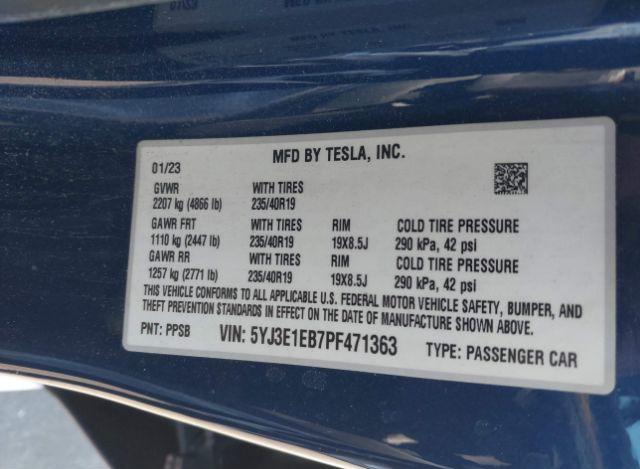 01/23
MFD BY TESLA, INC.
GVWR WITH TIRES
2207 kg (4866 lb) 235/40R19
GAWR FRT WITH TIRES RIM COLD TIRE PRESSURE
1110 kg (2447 lb) 235/40R19 19X8.5J 290 kPa, 42 psi
GAWR RR WITH TIRES RIM COLD TIRE PRESSURE
1257 kg (2771 lb) 235/40R19 19X8.5J 290 kPa, 42 psi
THIS VEHICLE CONFORMS TO ALL APPLICABLE U.S. FEDERAL MOTOR VEHICLE SAFETY, BUMPER, AND
THEFT PREVENTION STANDARDS IN EFFECT ON THE DATE OF MANUFACTURE SHOWN ABOVE.
PNT: PPSB VIN: 5YJ3E1EB7PF471363 TYPE: PASSENGER CAR